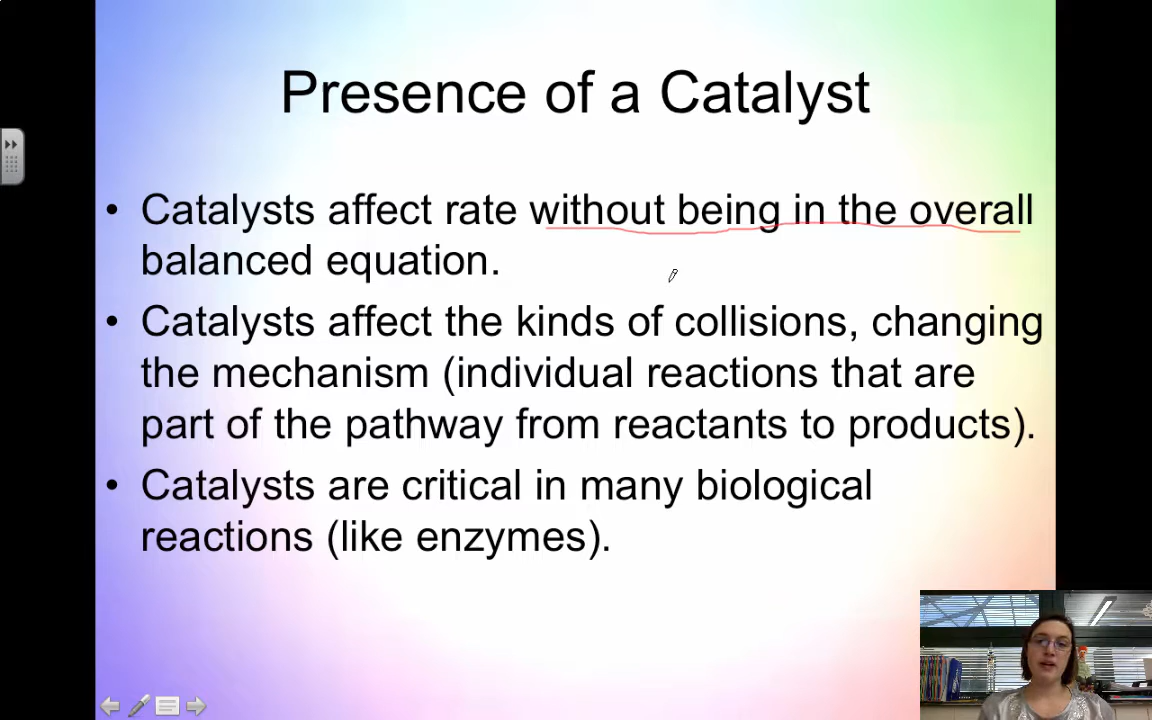 Presence of a Catalyst
• Catalysts affect rate without being in the overall
balanced equation.
• Catalysts affect the kinds of collisions, changing
the mechanism (individual reactions that are
part of the pathway from reactants to products).
• Catalysts are critical in many biological
reactions (like enzymes).